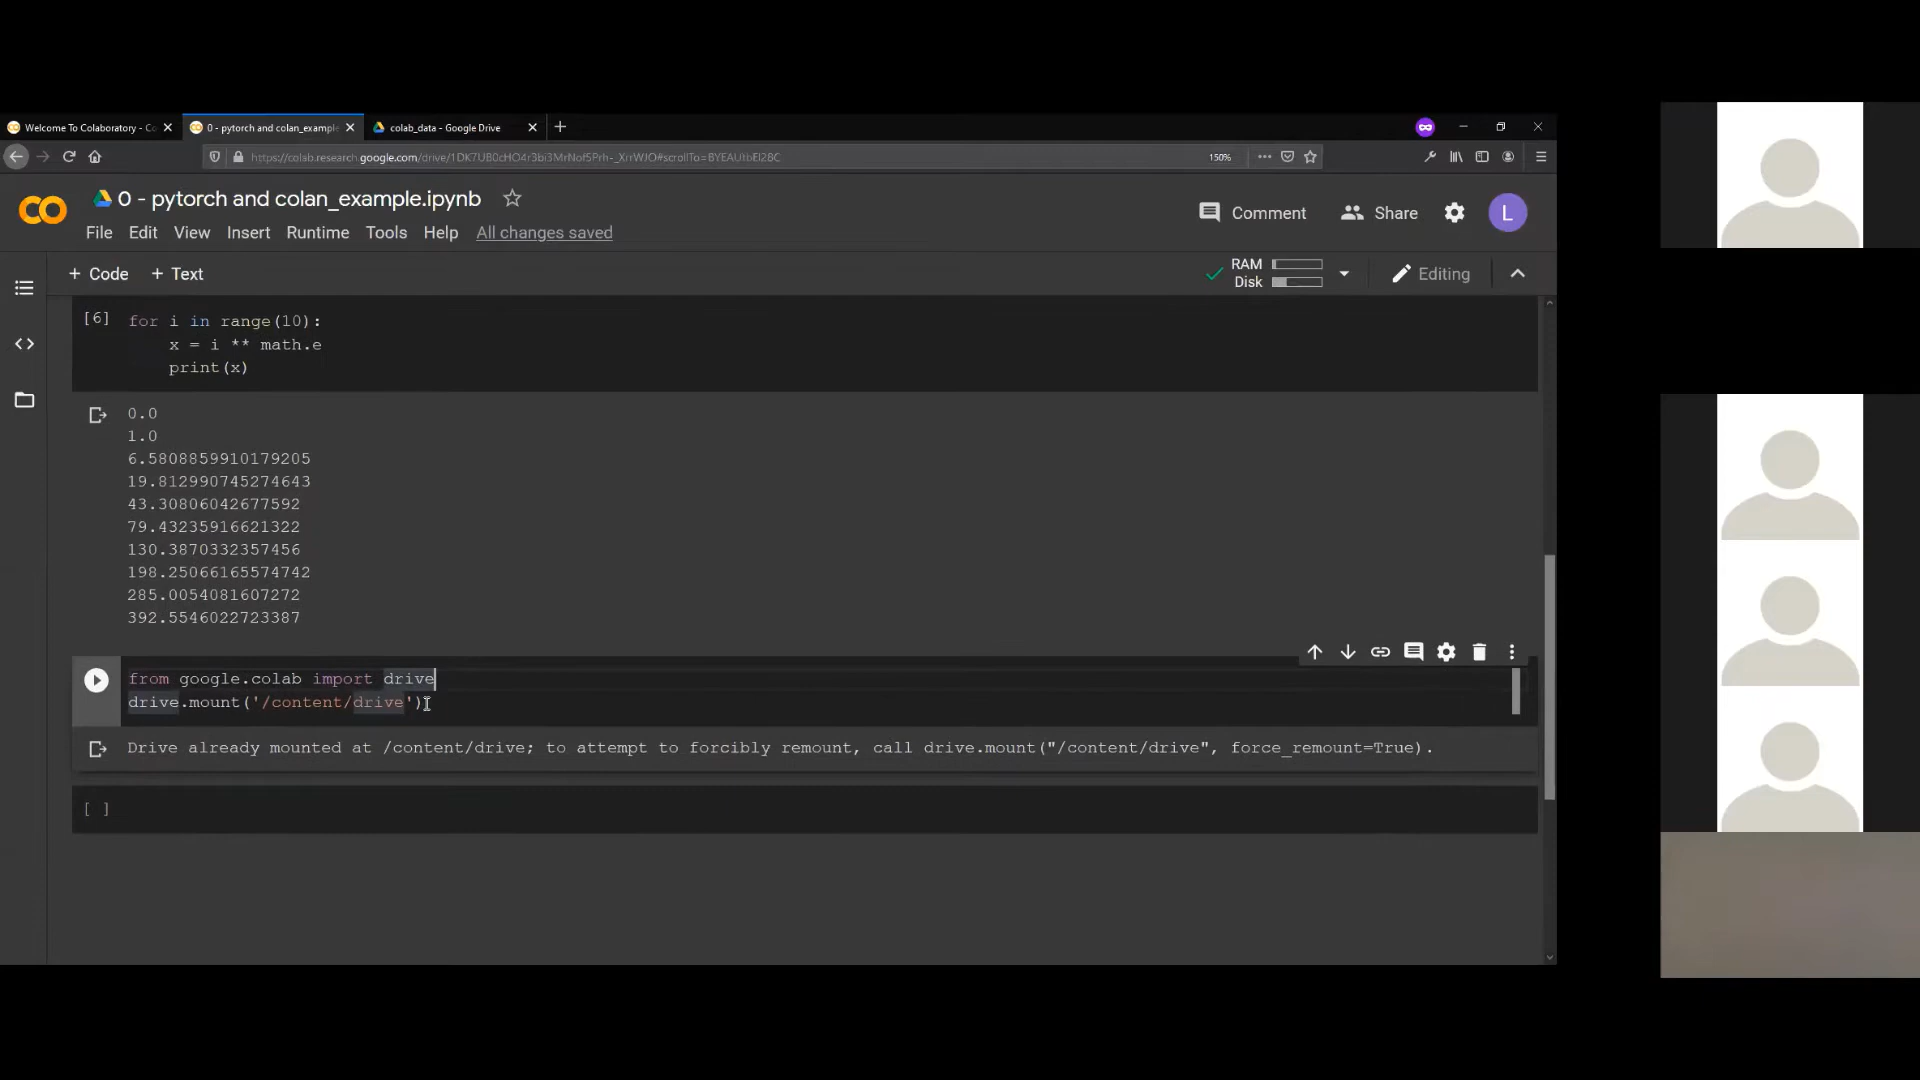 Welcome To Colaboratory - Co
0 - pytorch and colan_example
colab_data - Google Drive
150%
0 - pytorch and colan_example.ipynb
Comment
Share
L
File Edit View Insert Runtime Tools Help All changes saved
+ Code + Text
RAM
Disk
Editing
[6] for i in range(10):
x = i ** math.e
print(x)
0.0
1.0
6.5808859910179205
19.812990745274643
43.30806042677592
79.43235916621322
130.3870332357456
198.25066165574742
285.0054081607272
392.5546022723387
from google.colab import drive
drive.mount('/content/drive')
Drive already mounted at /content/drive; to attempt to forcibly remount, call drive.mount("/content/drive", force_remount=True).
[ ]